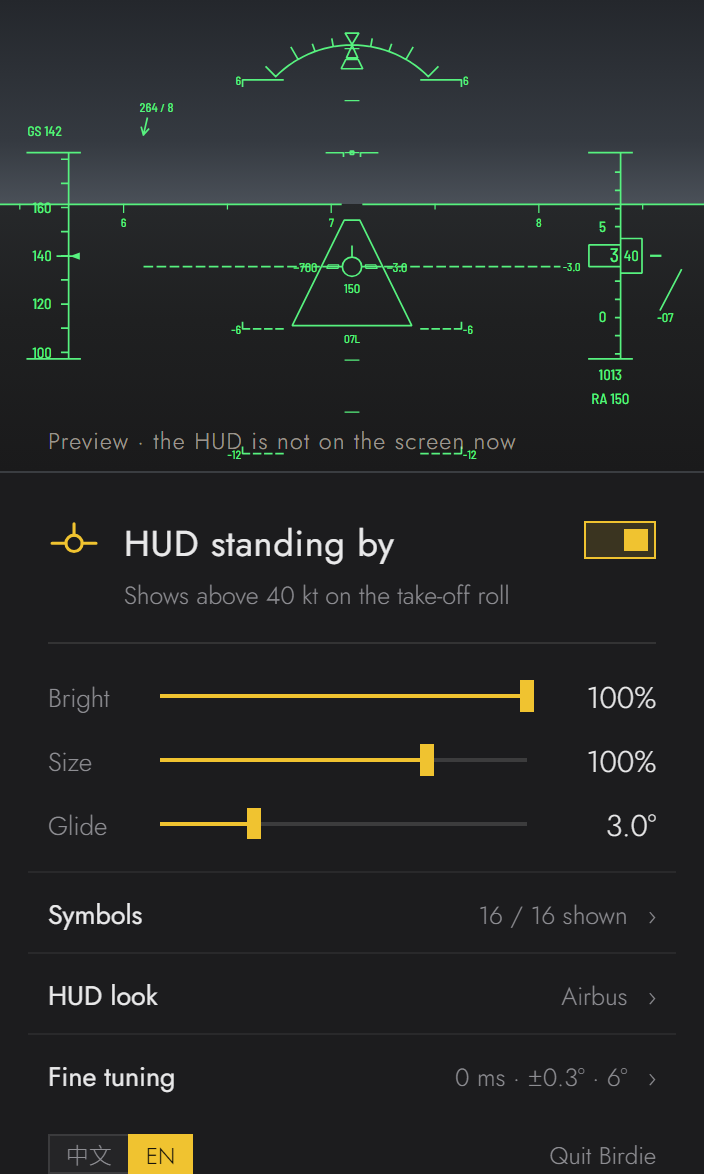 6 6
264 / 8
GS 142
160
6 7 8
5
140
-700 -3.0 -3.0
3 40
150
120
0
-07
-6 -6
07L
100
1013
RA 150
Preview · the HUD is not on the screen now
-12 -12
HUD standing by
Shows above 40 kt on the take-off roll
Bright 100%
Size 100%
Glide 3.0°
Symbols 16 / 16 shown ›
HUD look Airbus ›
Fine tuning 0 ms · ±0.3° · 6° ›
中文 EN Quit Birdie